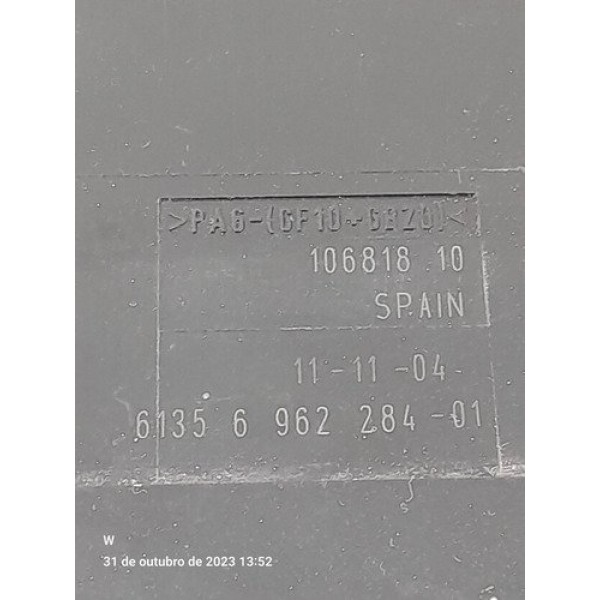 >PA6-(GF10+GB20)<
106818 10
SPAIN
11-11-04
6135 6 962 284-01
W
31 de outubro de 2023 13:52